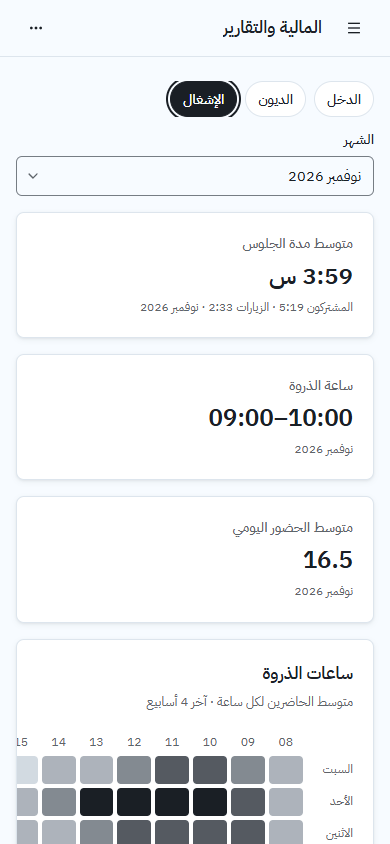 المالية والتقارير
الدخل
الديون
الإشغال
الشهر
نوفمبر 2026
متوسط مدة الجلوس
3:59 س
المشتركون 5:19 · الزيارات 2:33 · نوفمبر 2026
ساعة الذروة
09:00–10:00
نوفمبر 2026
متوسط الحضور اليومي
16.5
نوفمبر 2026
ساعات الذروة
متوسط الحاضرين لكل ساعة · آخر 4 أسابيع
08 09 10 11 12 13 14 15
السبت
الأحد
الاثنين